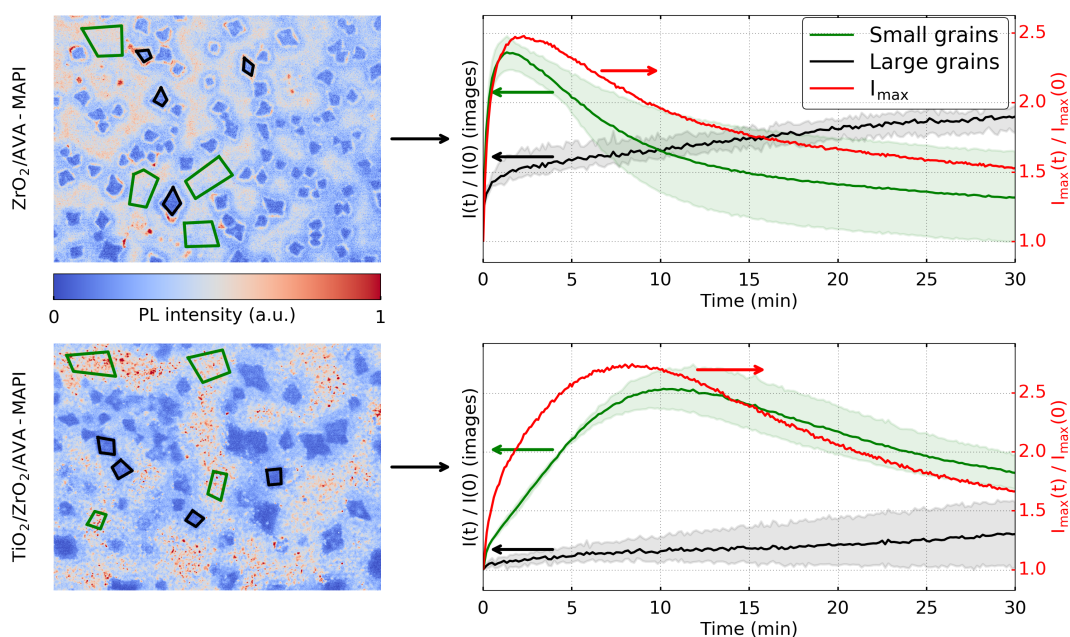 ZrO₂/AVA - MAPI
0 PL intensity (a.u.) 1
I(t) / I(0) (images)
Small grains
Large grains
Iₘₐₓ
2.5
2.0
1.5
1.0
Iₘₐₓ(t) / Iₘₐₓ(0)
0 5 10 15 20 25 30
Time (min)
TiO₂/ZrO₂/AVA - MAPI
I(t) / I(0) (images)
2.5
2.0
1.5
1.0
Iₘₐₓ(t) / Iₘₐₓ(0)
0 5 10 15 20 25 30
Time (min)